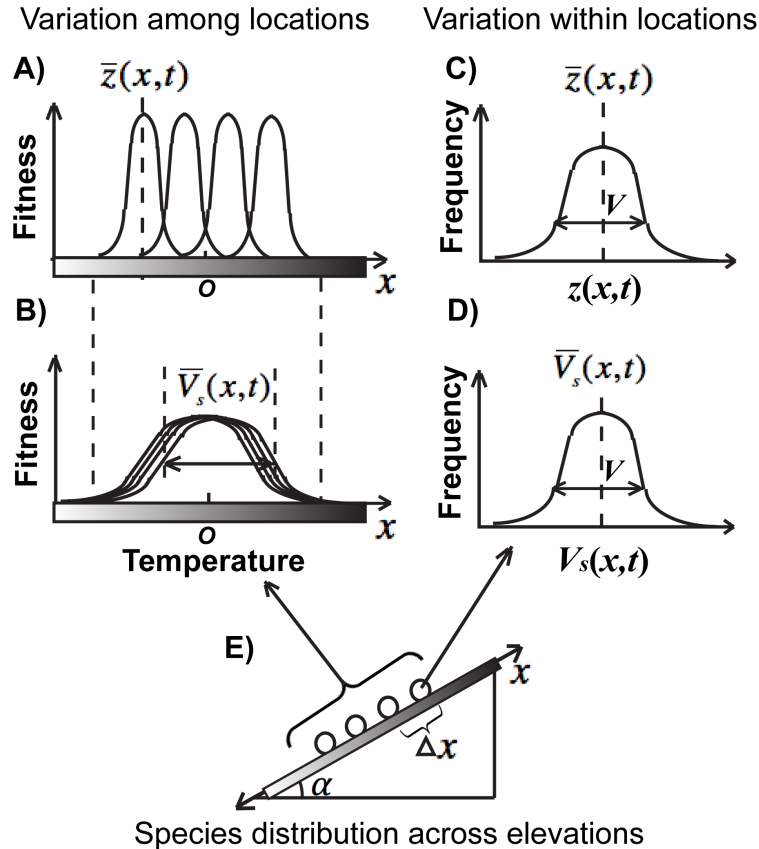 Variation among locations
Variation within locations
A)
z̅(x,t)
Fitness
o
x
C)
z̅(x,t)
Frequency
V
z(x,t)
B)
V̅s(x,t)
Fitness
o
x
Temperature
D)
V̅s(x,t)
Frequency
V
Vs(x,t)
E)
x
Δx
α
Species distribution across elevations